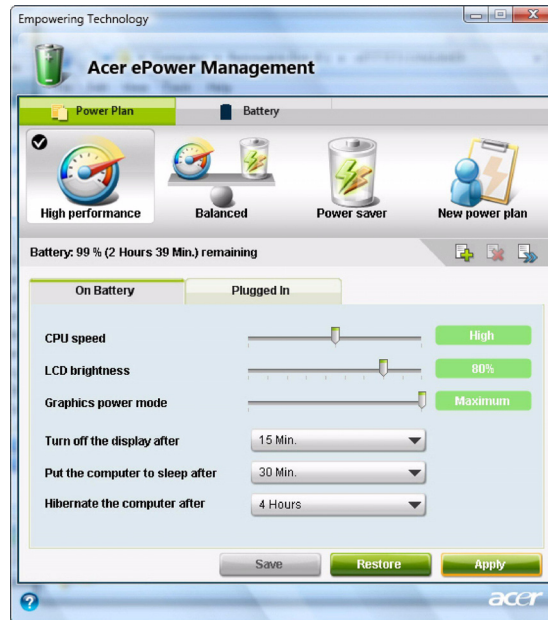 Empowering Technology
Acer ePower Management
Power Plan
Battery
High performance
Balanced
Power saver
New power plan
Battery: 99 % (2 Hours 39 Min.) remaining
On Battery
Plugged In
CPU speed
High
LCD brightness
80%
Graphics power mode
Maximum
Turn off the display after
15 Min.
Put the computer to sleep after
30 Min.
Hibernate the computer after
4 Hours
Save
Restore
Apply
?
acer